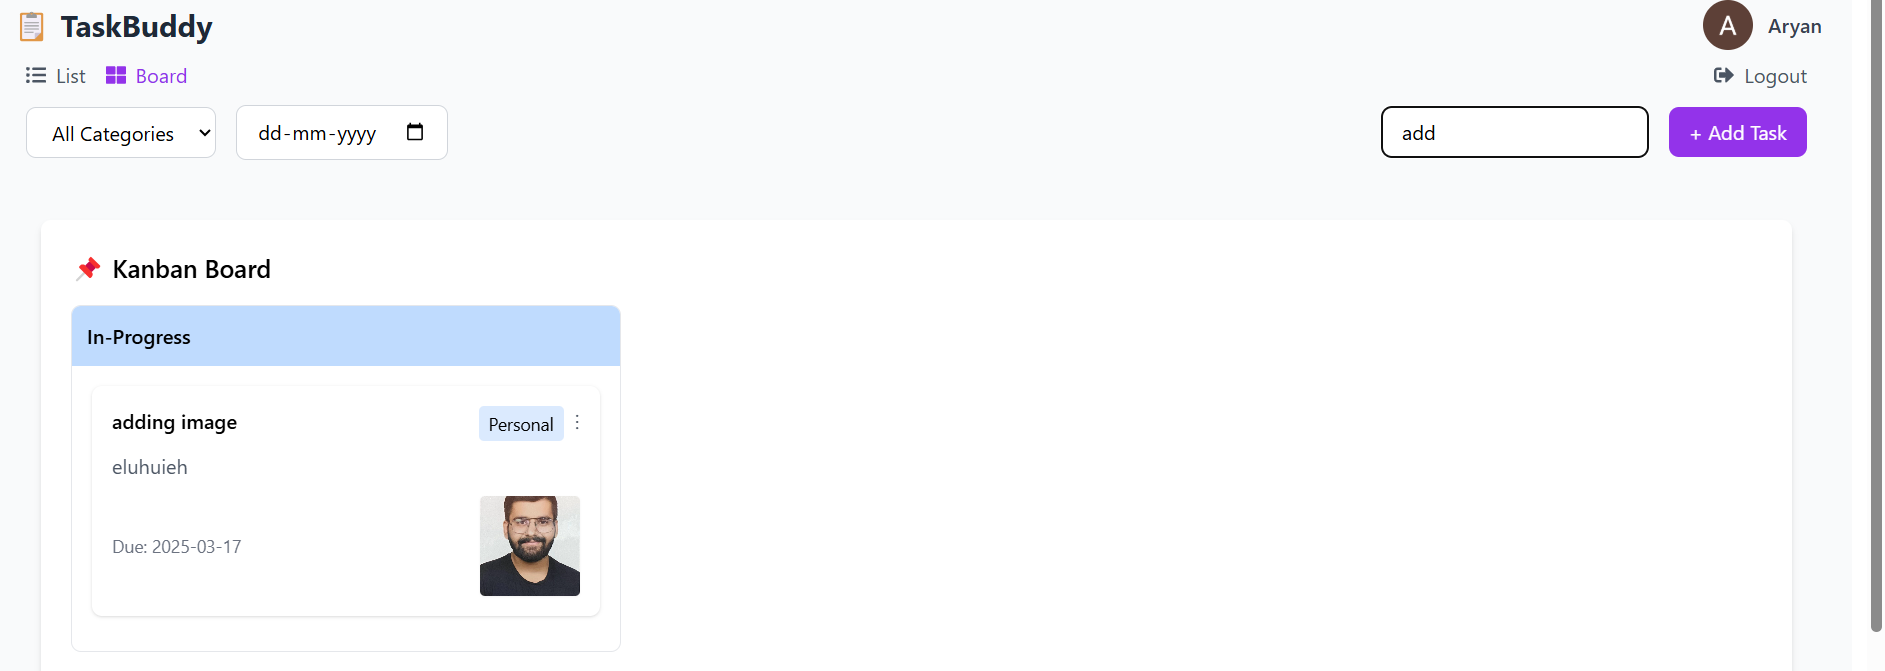 TaskBuddy
A Aryan
List Board
Logout
All Categories
dd-mm-yyyy
add
+ Add Task
Kanban Board
In-Progress
adding image
Personal
eluhuieh
Due: 2025-03-17